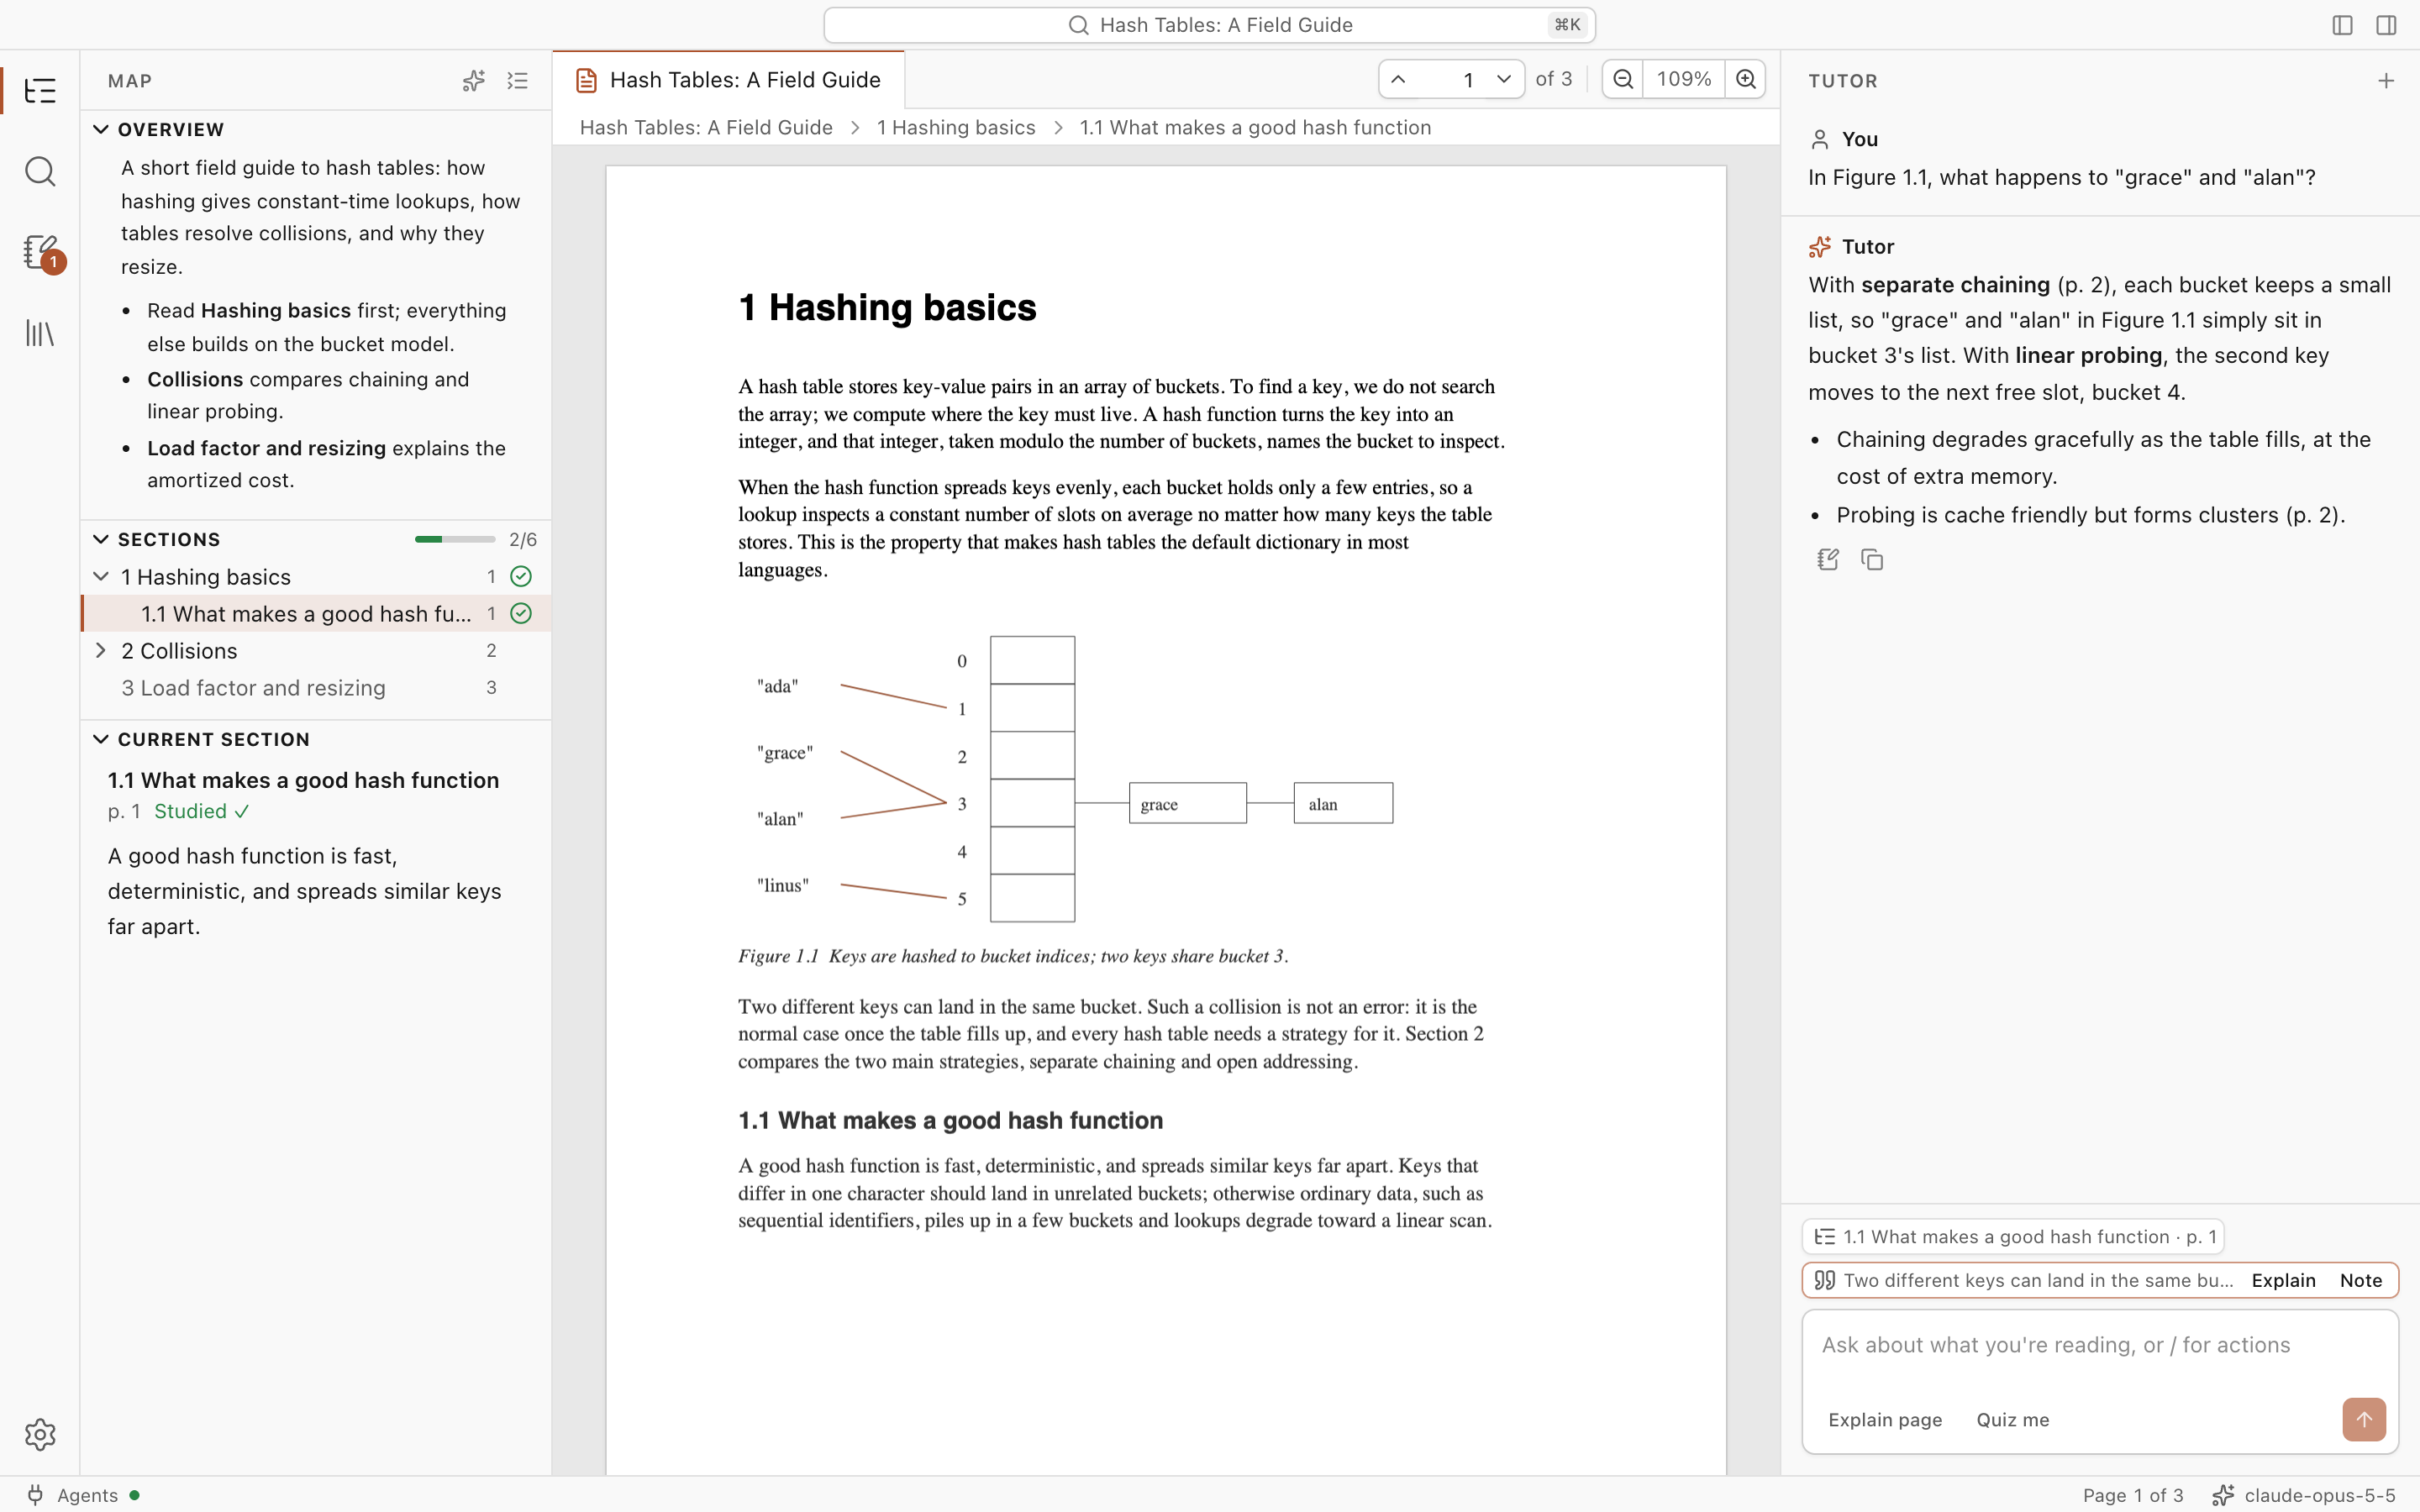 Hash Tables: A Field Guide
⌘K
MAP
OVERVIEW
A short field guide to hash tables: how
hashing gives constant-time lookups, how
tables resolve collisions, and why they
resize.
• Read Hashing basics first; everything
else builds on the bucket model.
• Collisions compares chaining and
linear probing.
• Load factor and resizing explains the
amortized cost.
SECTIONS 2/6
1 Hashing basics 1
1.1 What makes a good hash fu... 1
2 Collisions 2
3 Load factor and resizing 3
CURRENT SECTION
1.1 What makes a good hash function
p. 1 Studied ✓
A good hash function is fast,
deterministic, and spreads similar keys
far apart.
1
Agents
Hash Tables: A Field Guide
1 of 3 109%
Hash Tables: A Field Guide > 1 Hashing basics > 1.1 What makes a good hash function
1 Hashing basics
A hash table stores key-value pairs in an array of buckets. To find a key, we do not search
the array; we compute where the key must live. A hash function turns the key into an
integer, and that integer, taken modulo the number of buckets, names the bucket to inspect.
When the hash function spreads keys evenly, each bucket holds only a few entries, so a
lookup inspects a constant number of slots on average no matter how many keys the table
stores. This is the property that makes hash tables the default dictionary in most
languages.
0
"ada"
1
"grace" 2
3 grace alan
"alan"
4
"linus" 5
Figure 1.1 Keys are hashed to bucket indices; two keys share bucket 3.
Two different keys can land in the same bucket. Such a collision is not an error: it is the
normal case once the table fills up, and every hash table needs a strategy for it. Section 2
compares the two main strategies, separate chaining and open addressing.
1.1 What makes a good hash function
A good hash function is fast, deterministic, and spreads similar keys far apart. Keys that
differ in one character should land in unrelated buckets; otherwise ordinary data, such as
sequential identifiers, piles up in a few buckets and lookups degrade toward a linear scan.
TUTOR
You
In Figure 1.1, what happens to "grace" and "alan"?
Tutor
With separate chaining (p. 2), each bucket keeps a small
list, so "grace" and "alan" in Figure 1.1 simply sit in
bucket 3's list. With linear probing, the second key
moves to the next free slot, bucket 4.
• Chaining degrades gracefully as the table fills, at the
cost of extra memory.
• Probing is cache friendly but forms clusters (p. 2).
1.1 What makes a good hash function · p. 1
Two different keys can land in the same bu... Explain Note
Ask about what you're reading, or / for actions
Explain page Quiz me
Page 1 of 3 claude-opus-5-5